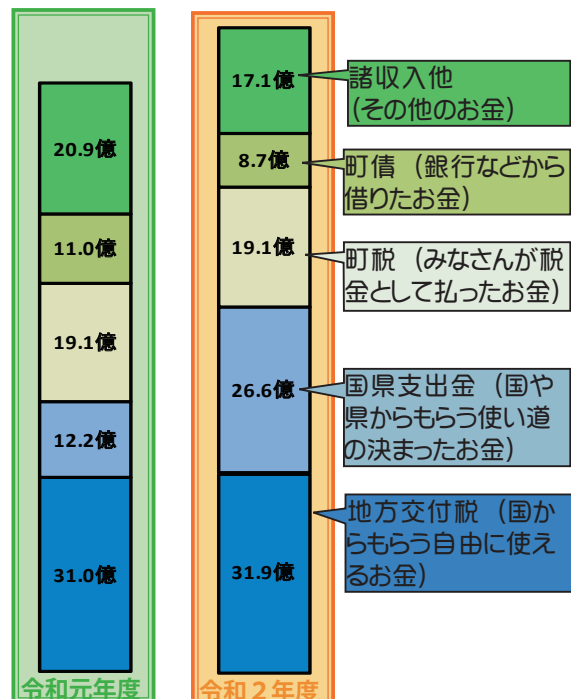 20.9億
11.0億
19.1億
12.2億
31.0億
令和元年度
17.1億
8.7億
19.1億
26.6億
31.9億
令和２年度
諸収入他
（その他のお金）
町債（銀行などから
借りたお金）
町税（みなさんが税
金として払ったお金）
国県支出金（国や
県からもらう使い道
の決まったお金）
地方交付税（国か
らもらう自由に使え
るお金）